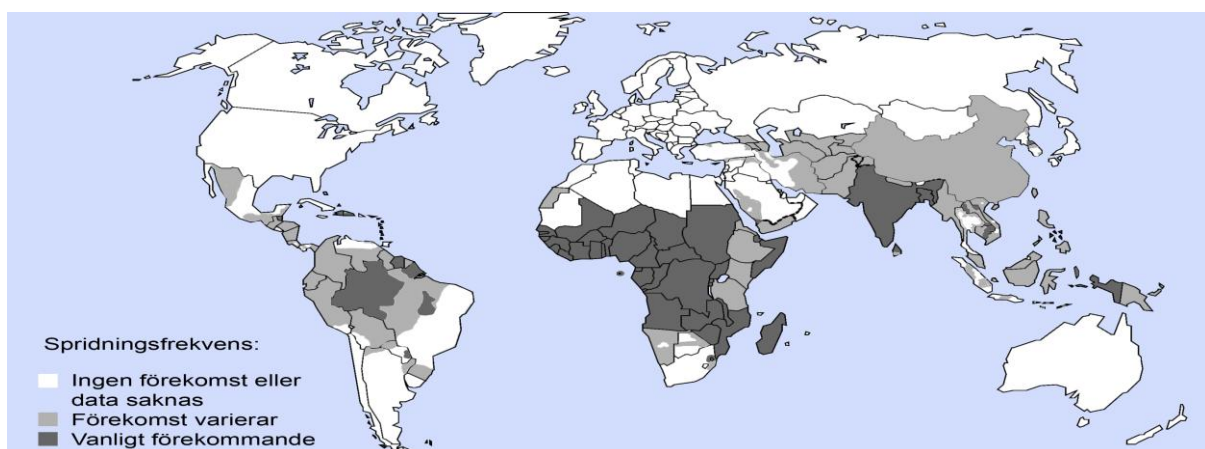 Spridningsfrekvens:
Ingen förekomst eller
data saknas
Förekomst varierar
Vanligt förekommande